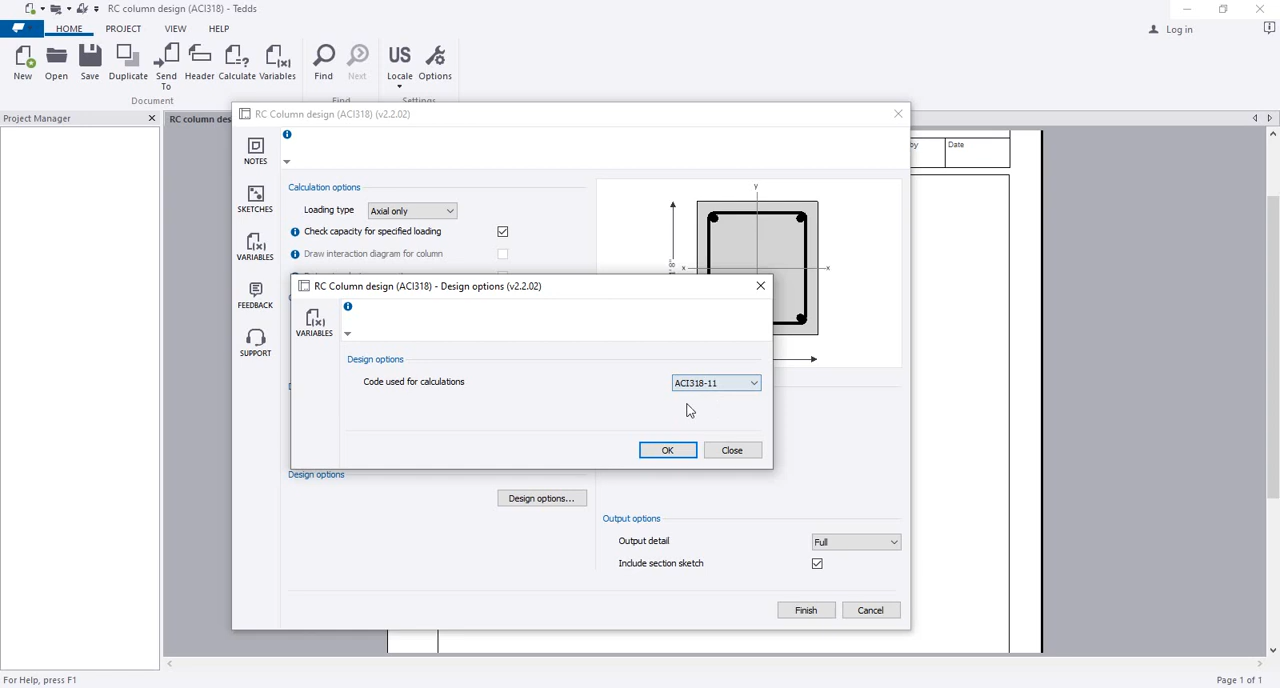 RC column design (ACI318) - Tedds
HOME PROJECT VIEW HELP
Log in
New Open Save Duplicate Send To Header Calculate Variables Find Next US Locale Options
Document Find Settings
Project Manager
RC column des
RC Column design (ACI318) (v2.2.02)
by Date
NOTES
SKETCHES
VARIABLES
FEEDBACK
SUPPORT
Calculation options
Loading type Axial only
Check capacity for specified loading
Draw interaction diagram for column
y
x x
RC Column design (ACI318) - Design options (v2.2.02)
VARIABLES
Design options
Code used for calculations ACI318-11
OK Close
Design options
Design options...
Output options
Output detail Full
Include section sketch
Finish Cancel
For Help, press F1
Page 1 of 1